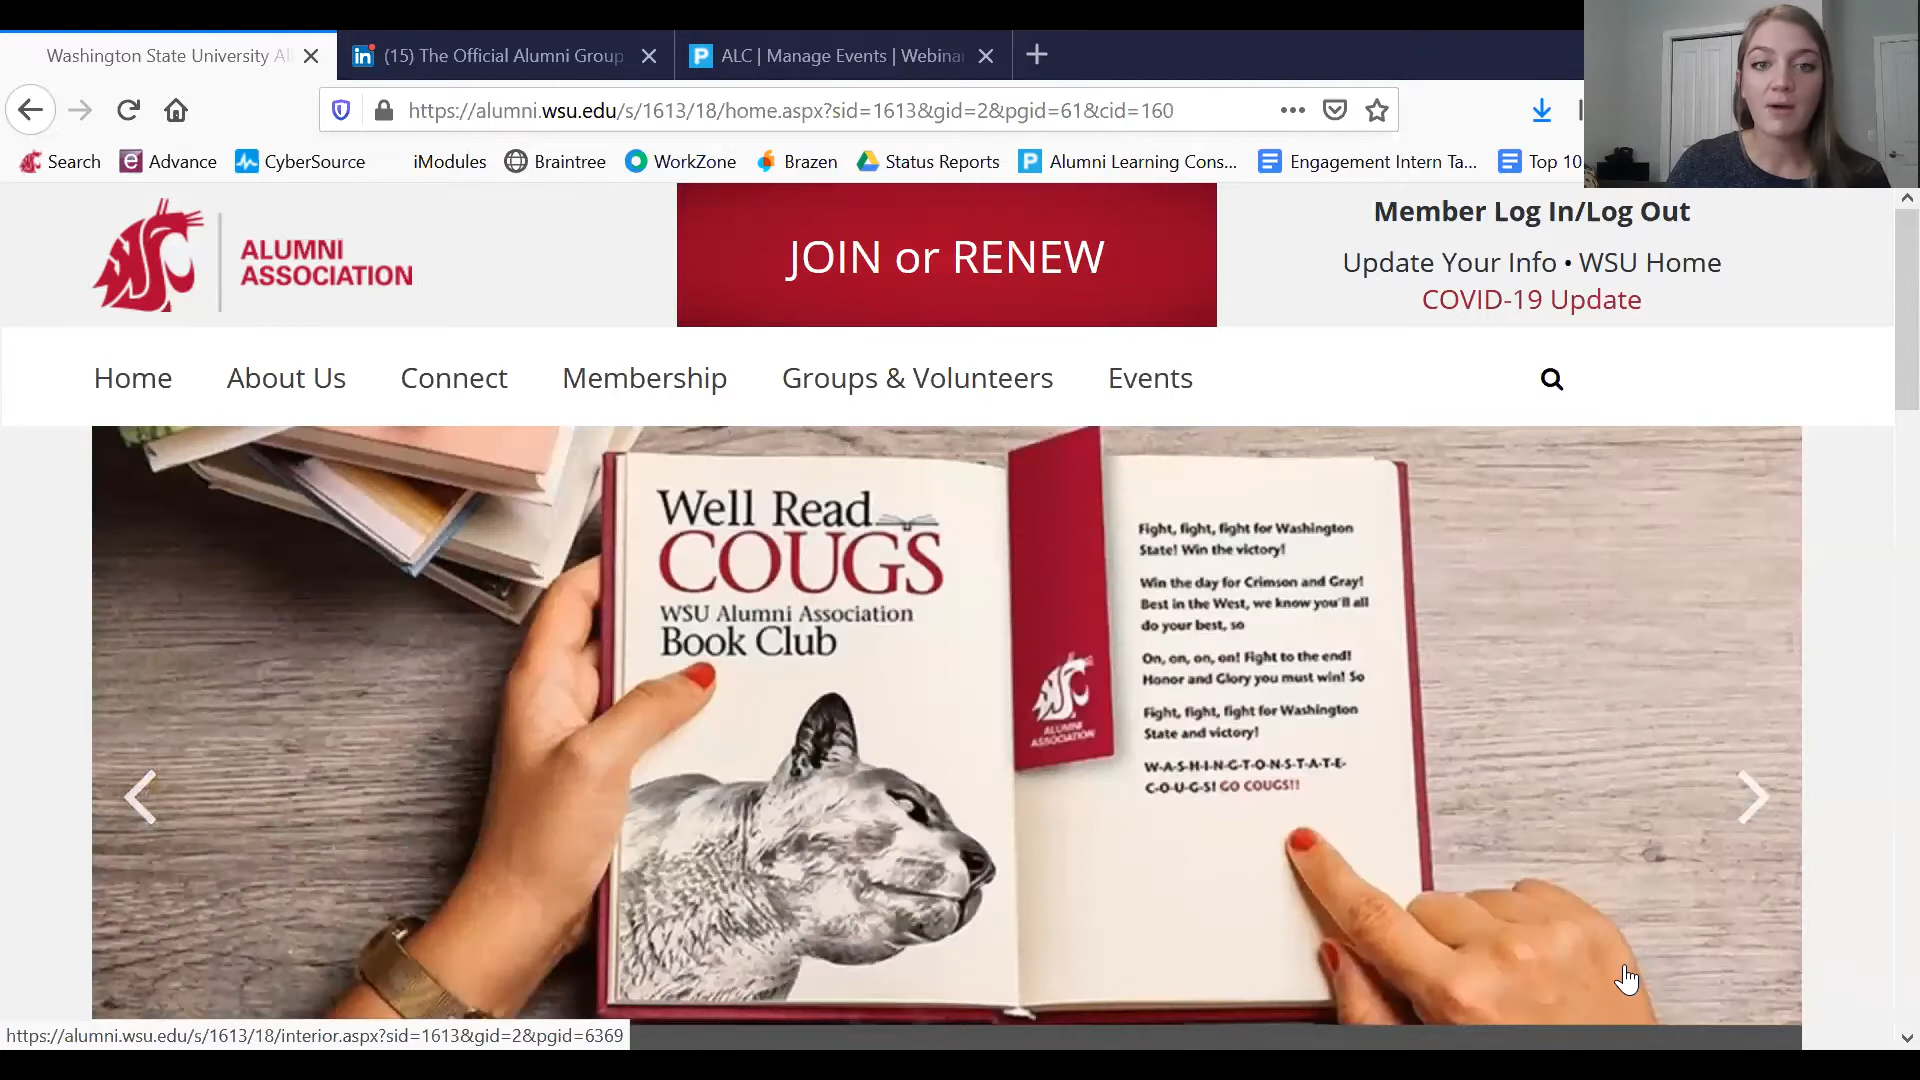 Washington State University Al
(15) The Official Alumni Group
ALC | Manage Events | Webinar
https://alumni.wsu.edu/s/1613/18/home.aspx?sid=1613&gid=2&pgid=61&cid=160
Search Advance CyberSource iModules Braintree WorkZone Brazen Status Reports Alumni Learning Cons... Engagement Intern Ta... Top 10
ALUMNI
ASSOCIATION
JOIN or RENEW
Member Log In/Log Out
Update Your Info • WSU Home
COVID-19 Update
Home About Us Connect Membership Groups & Volunteers Events
Well Read
COUGS
WSU Alumni Association
Book Club
ALUMNI
ASSOCIATION
Fight, fight, fight for Washington
State! Win the victory!
Win the day for Crimson and Gray!
Best in the West, we know you'll all
do your best, so
On, on, on, on! Fight to the end!
Honor and Glory you must win! So
Fight, fight, fight for Washington
State and victory!
W-A-S-H-I-N-G-T-O-N-S-T-A-T-E-
C-O-U-G-S! GO COUGS!!
https://alumni.wsu.edu/s/1613/18/interior.aspx?sid=1613&gid=2&pgid=6369